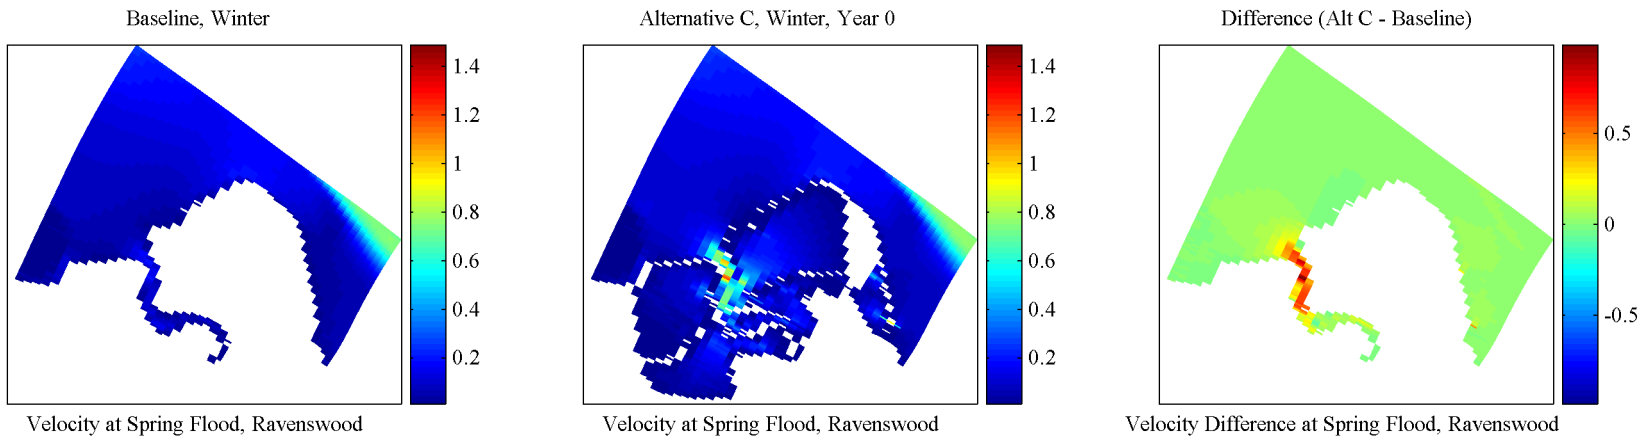 Baseline, Winter
Alternative C, Winter, Year 0
Difference (Alt C - Baseline)
1.4
1.2
1
0.8
0.6
0.4
0.2
1.4
1.2
1
0.8
0.6
0.4
0.2
0.5
0
-0.5
Velocity at Spring Flood, Ravenswood
Velocity at Spring Flood, Ravenswood
Velocity Difference at Spring Flood, Ravenswood